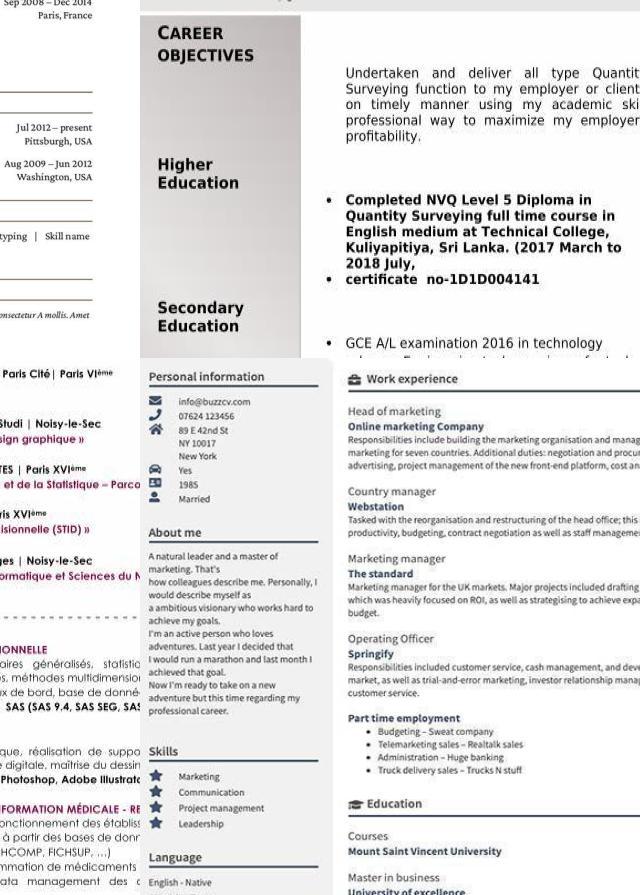 Sep 2008 – Dec 2014
Paris, France
Jul 2012 – present
Pittsburgh, USA
Aug 2009 – Jun 2012
Washington, USA
typing | Skill name
onsectetur A mollis. Amet
CAREER
OBJECTIVES
Undertaken and deliver all type Quantit
Surveying function to my employer or client
on timely manner using my academic ski
professional way to maximize my employer
profitability.
Higher
Education
• Completed NVQ Level 5 Diploma in
Quantity Surveying full time course in
English medium at Technical College,
Kuliyapitiya, Sri Lanka. (2017 March to
2018 July,
• certificate no-1D1D004141
Secondary
Education
• GCE A/L examination 2016 in technology
Paris Cité| Paris VIème
Studi | Noisy-le-Sec
sign graphique »
TES | Paris XVIème
et de la Statistique – Parco
ris XVIème
isionnelle (STID) »
ges | Noisy-le-Sec
ormatique et Sciences du N
IONNELLE
aires généralisés, statistic
s, méthodes multidimension
ux de bord, base de donné
SAS (SAS 9.4, SAS SEG, SAS
que, réalisation de suppo
e digitale, maîtrise du dessin
Photoshop, Adobe Illustrato
FORMATION MÉDICALE - RE
onctionnement des établiss
à partir des bases de donn
HCOMP, FICHSUP, ...)
mmation de médicaments
ata management des
Personal information
info@buzzcv.com
07624 123456
89 E 42nd St
NY 10017
New York
Yes
1985
Married
About me
A natural leader and a master of
marketing. That's
how colleagues describe me. Personally, I
would describe myself as
a ambitious visionary who works hard to
achieve my goals.
I'm an active person who loves
adventures. Last year I decided that
I would run a marathon and last month I
achieved that goal.
Now I'm ready to take on a new
adventure but this time regarding my
professional career.
Skills
Marketing
Communication
Project management
Leadership
Language
English - Native
Work experience
Head of marketing
Online marketing Company
Responsibilities include building the marketing organisation and manag
marketing for seven countries. Additional duties: negotiation and procur
advertising, project management of the new front-end platform, cost an
Country manager
Webstation
Tasked with the reorganisation and restructuring of the head office; this
productivity, budgeting, contract negotiation as well as staff manageme
Marketing manager
The standard
Marketing manager for the UK markets. Major projects included drafting
which was heavily focused on ROI, as well as strategising to achieve expa
budget.
Operating Officer
Springify
Responsibilities included customer service, cash management, and deve
market, as well as trial-and-error marketing, investor relationship manag
customer service.
Part time employment
• Budgeting – Sweat company
• Telemarketing sales – Realtalk sales
• Administration – Huge banking
• Truck delivery sales – Trucks N stuff
Education
Courses
Mount Saint Vincent University
Master in business
University of excellence